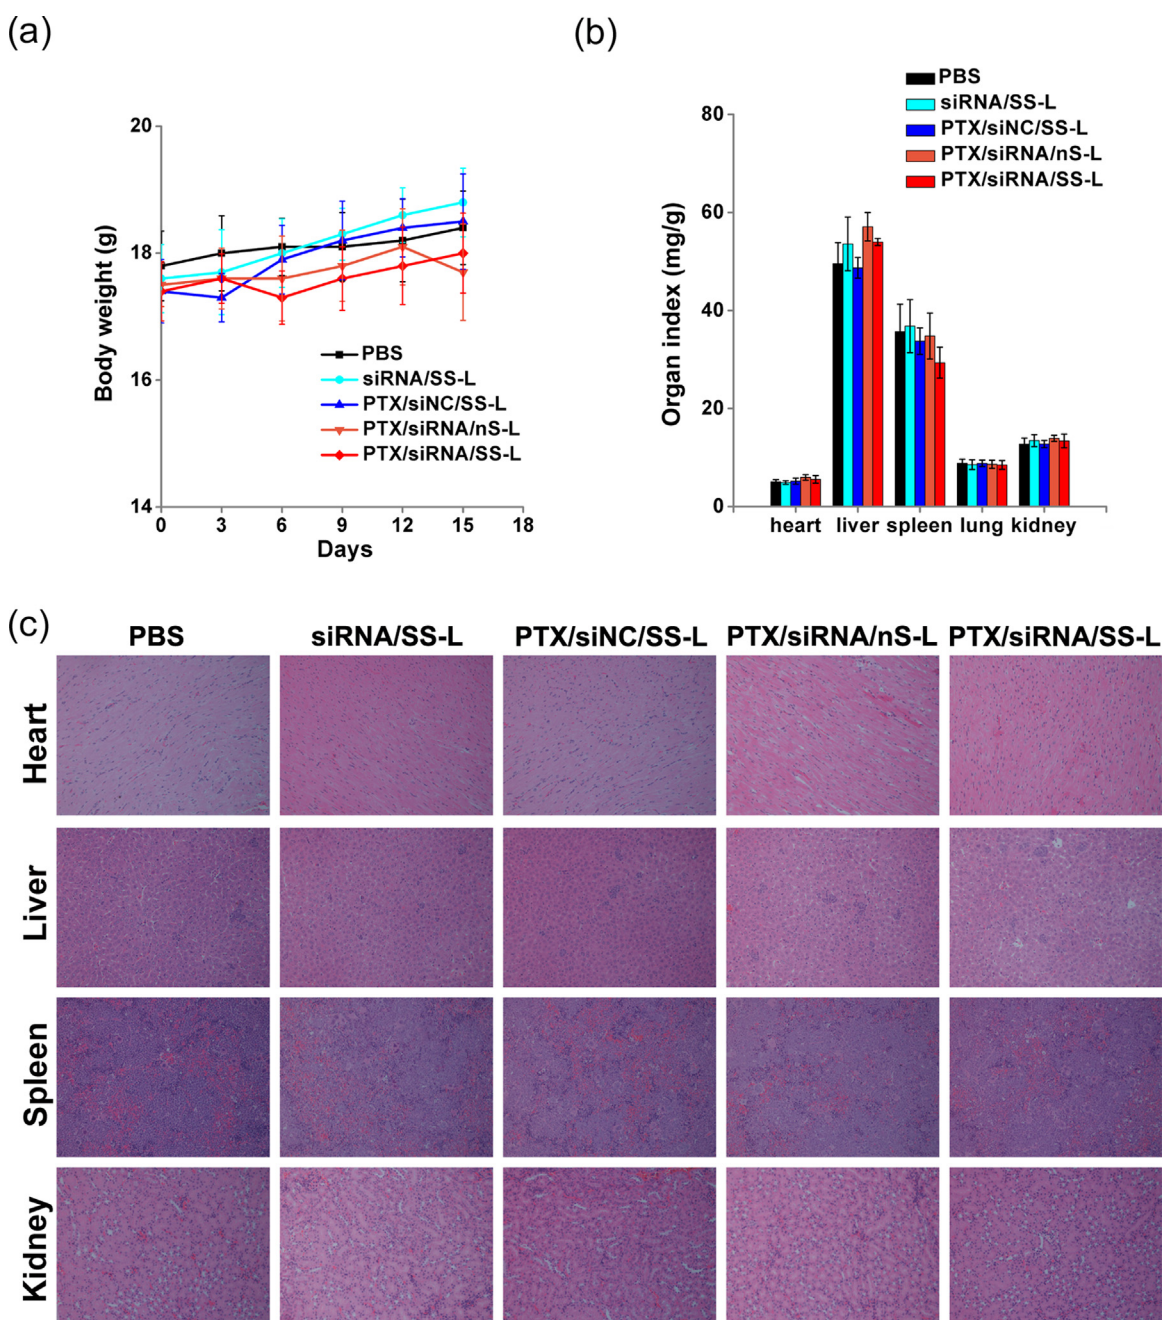 (a)
20
18
16
14
Body weight (g)
0 3 6 9 12 15 18
Days
PBS
siRNA/SS-L
PTX/siNC/SS-L
PTX/siRNA/nS-L
PTX/siRNA/SS-L
(b)
PBS
siRNA/SS-L
PTX/siNC/SS-L
PTX/siRNA/nS-L
PTX/siRNA/SS-L
80
60
40
20
0
Organ index (mg/g)
heart liver spleen lung kidney
(c)
PBS siRNA/SS-L PTX/siNC/SS-L PTX/siRNA/nS-L PTX/siRNA/SS-L
Heart
Liver
Spleen
Kidney